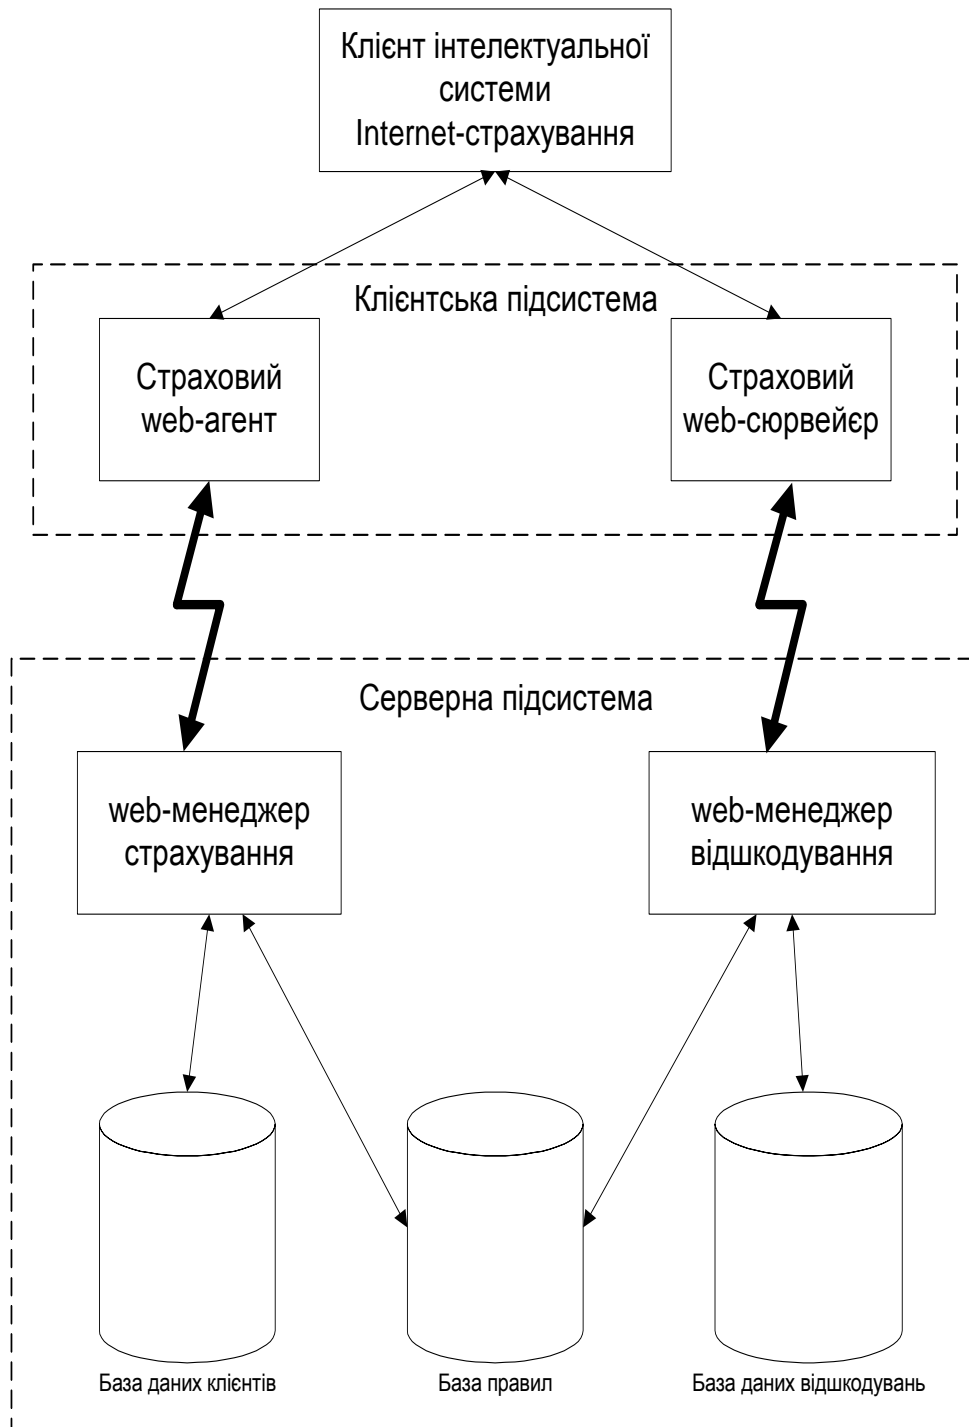 Клієнт інтелектуальної
системи
Internet-страхування
Клієнтська підсистема
Страховий
web-агент
Страховий
web-сюрвейєр
Серверна підсистема
web-менеджер
страхування
web-менеджер
відшкодування
База даних клієнтів
База правил
База даних відшкодувань